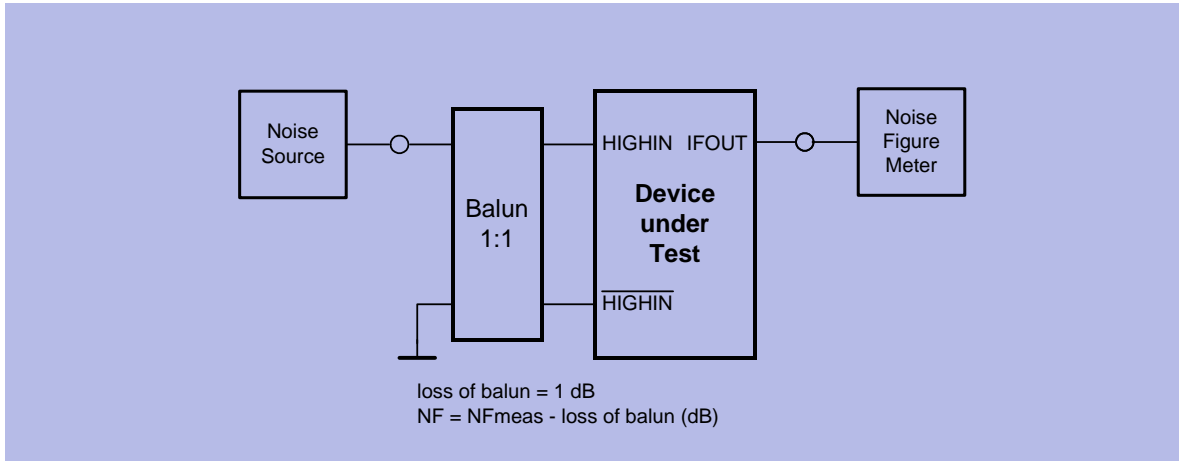 Noise
Source
Balun
1:1
HIGHIN IFOUT
Device
under
Test
HIGHIN
Noise
Figure
Meter
loss of balun = 1 dB
NF = NFmeas - loss of balun (dB)